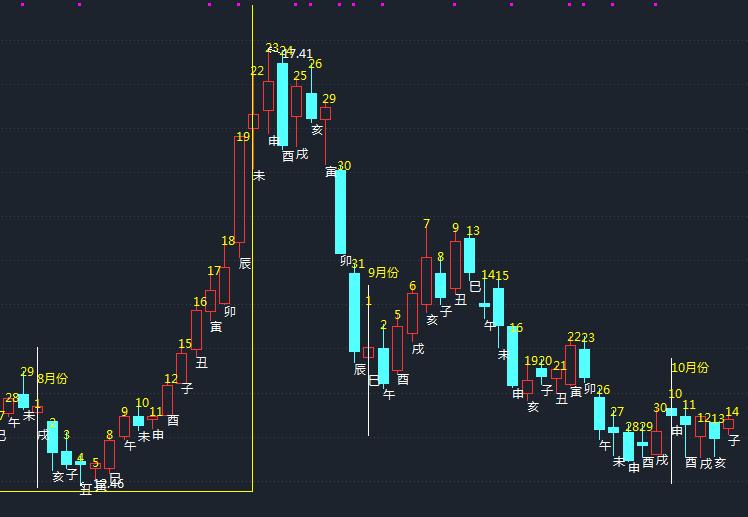 23 24 17.41
22 25 26
29
19 申 酉 戌 亥
30
未 寅
7
9 13
18 辰 卯 31 9月份 8
17 14 15
巳
16 寅 卯 1 6 亥 子 丑 午
2 5 16
15 丑 戌 未 22 23
29 8月份 12 子 辰 巳 酉 19 20 21 10月份
28 1 午 申 亥 子 丑 寅 卯 26 10
7 午 未 9 10 11 酉 27 30 11 14
巳 戌 2 3 8 午 未 申 午 28 29 申 12 13 子
4 5 未 申 酉 戌 酉 戌 亥
亥 子 丑 寅 巳 12.46